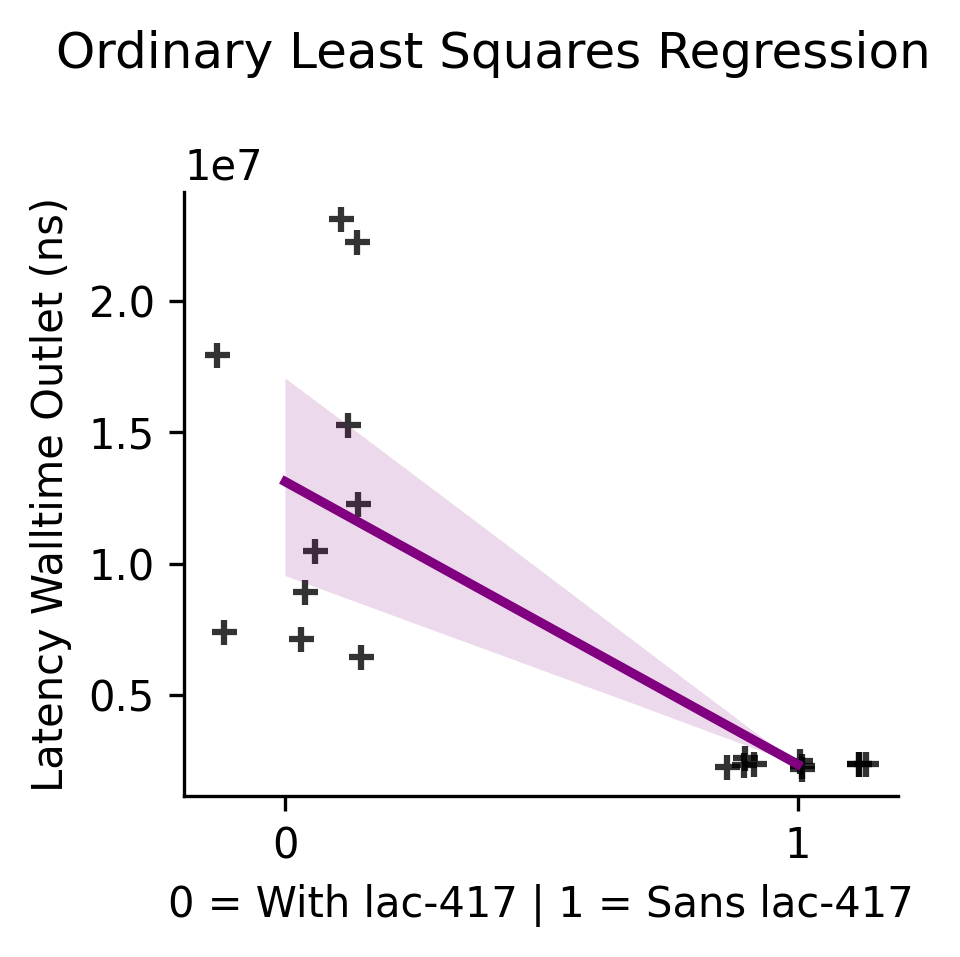 Ordinary Least Squares Regression
1e7
Latency Walltime Outlet (ns)
2.0
1.5
1.0
0.5
0
1
0 = With lac-417 | 1 = Sans lac-417